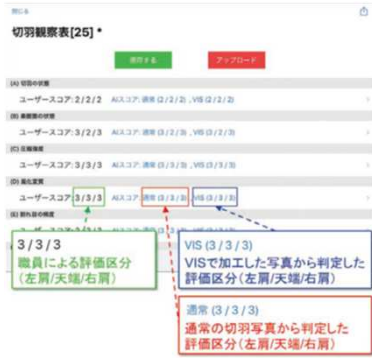 閉じる
切羽観察表[25] *
適用する
アップロード
(A) 切羽の状態
ユーザースコア: 2 / 2 / 2 AIスコア: 通常 (2 / 2 / 2) , VIS (2 / 2 / 2)
(B) 素掘面の状態
ユーザースコア: 3 / 2 / 3 AIスコア: 通常 (3 / 2 / 3) , VIS (3 / 2 / 3)
(C) 圧縮強度
ユーザースコア: 3 / 3 / 3 AIスコア: 通常 (3 / 3 / 3) , VIS (3 / 3 / 3)
(D) 風化変質
ユーザースコア: 3 / 3 / 3 AIスコア: 通常 (3 / 3 / 3) , VIS (3 / 3 / 3)
(E) 割れ目の頻度
3 / 3 / 3
職員による評価区分
(左肩/天端/右肩)
VIS (3 / 3 / 3)
VISで加工した写真から判定した
評価区分(左肩/天端/右肩)
通常 (3 / 3 / 3)
通常の切羽写真から判定した
評価区分(左肩/天端/右肩)